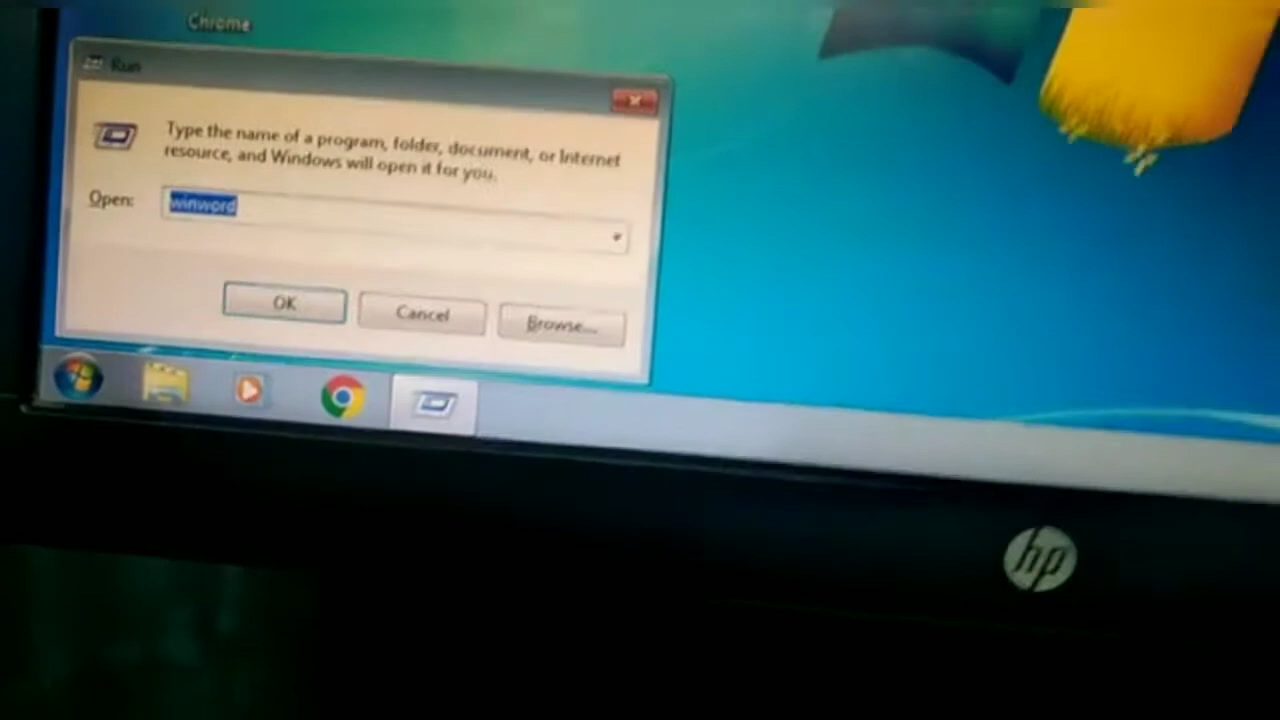 Chrome
Run
Type the name of a program, folder, document, or Internet
resource, and Windows will open it for you.
Open:
winword
OK
Cancel
Browse...
hp